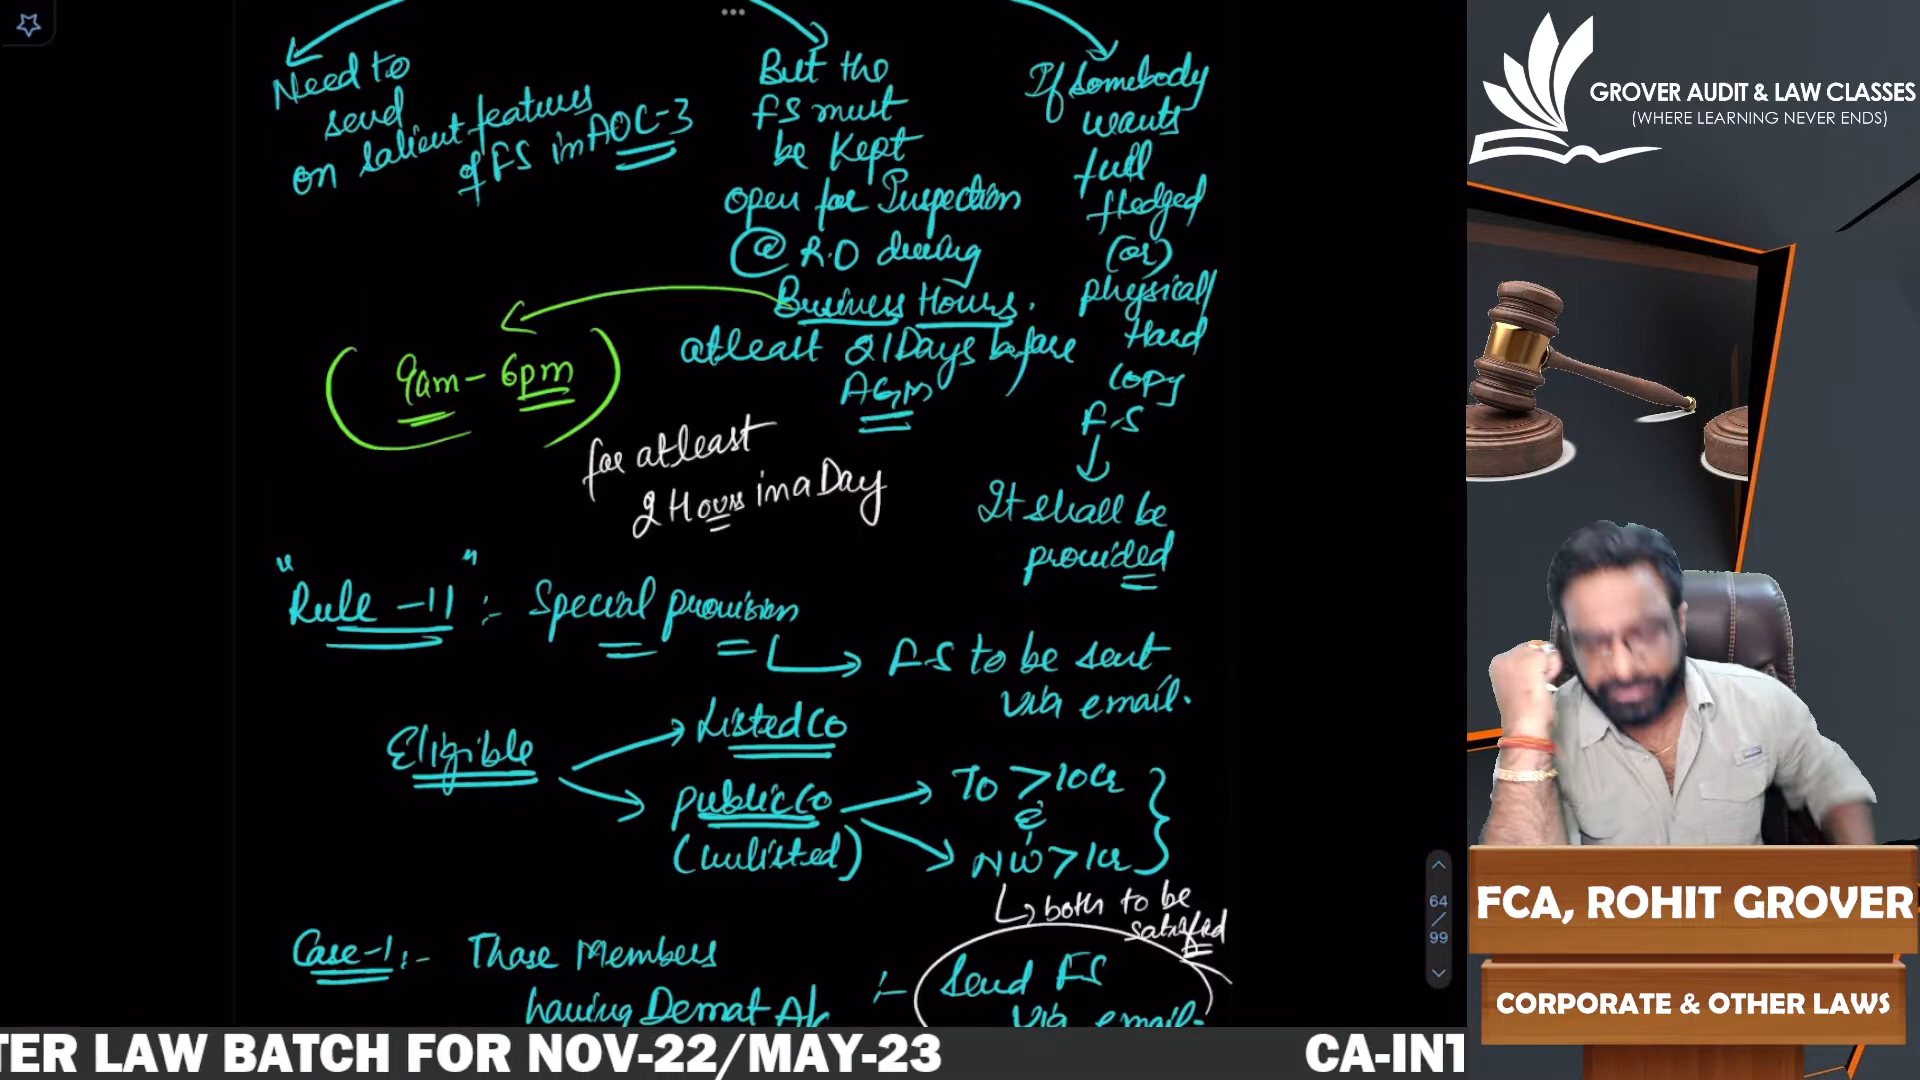 Need to
send
on salient features
of FS in AOC-3
But the
FS must
be Kept
open for Inspection
@ R.O during
Business Hours.
atleast 21 Days before
AGM
If somebody
wants
full
fledged
(or)
physical/
Hard
copy
F.S
It shall be
provided
(9am - 6pm)
for atleast
2 Hours in a Day
"Rule -11" :- Special provision
F.S to be sent
via email.
Eligible
Listed Co
Public Co
(unlisted)
TO > 10 Cr
&
NW > 1 Cr
both to be
satisfied
Case-1 :- Those Members
having Demat A/c
:- Send FS
via email.
64
/
99
GROVER AUDIT & LAW CLASSES
(WHERE LEARNING NEVER ENDS)
FCA, ROHIT GROVER
CORPORATE & OTHER LAWS
TER LAW BATCH FOR NOV-22/MAY-23
CA-INT